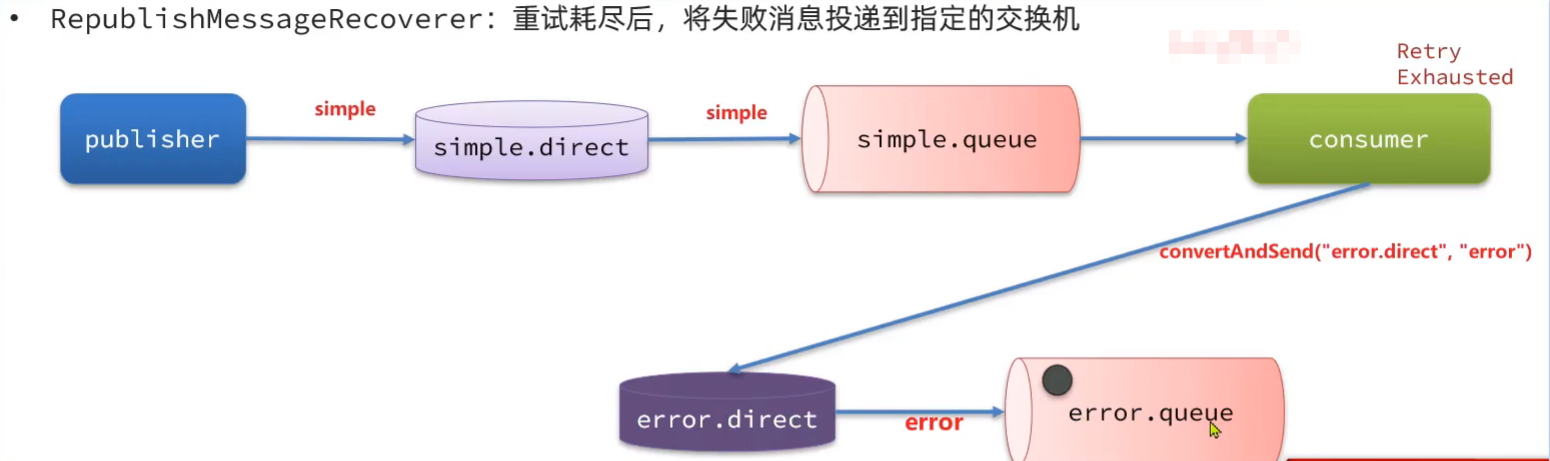 • RepublishMessageRecoverer：重试耗尽后，将失败消息投递到指定的交换机
Retry
Exhausted
publisher
simple
simple.direct
simple
simple.queue
consumer
convertAndSend("error.direct", "error")
error.direct
error
error.queue